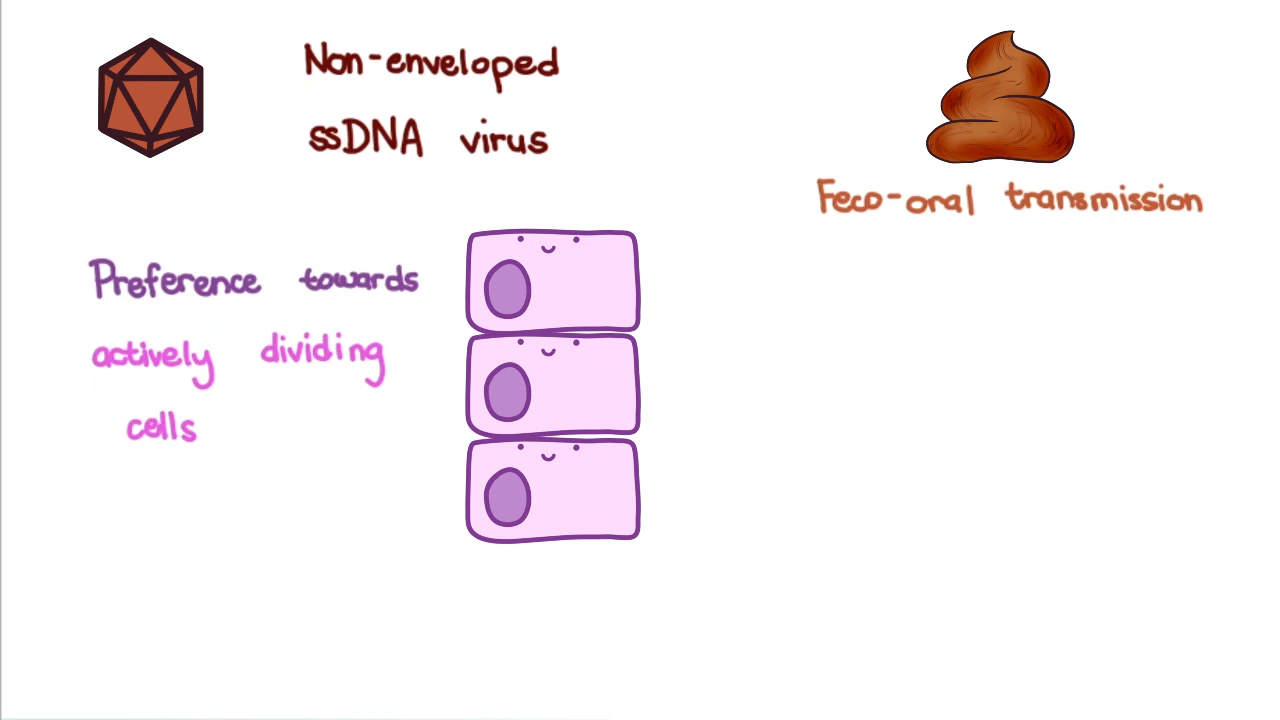 Non-enveloped
ssDNA virus
Feco-oral transmission
Preference towards
actively dividing
cells